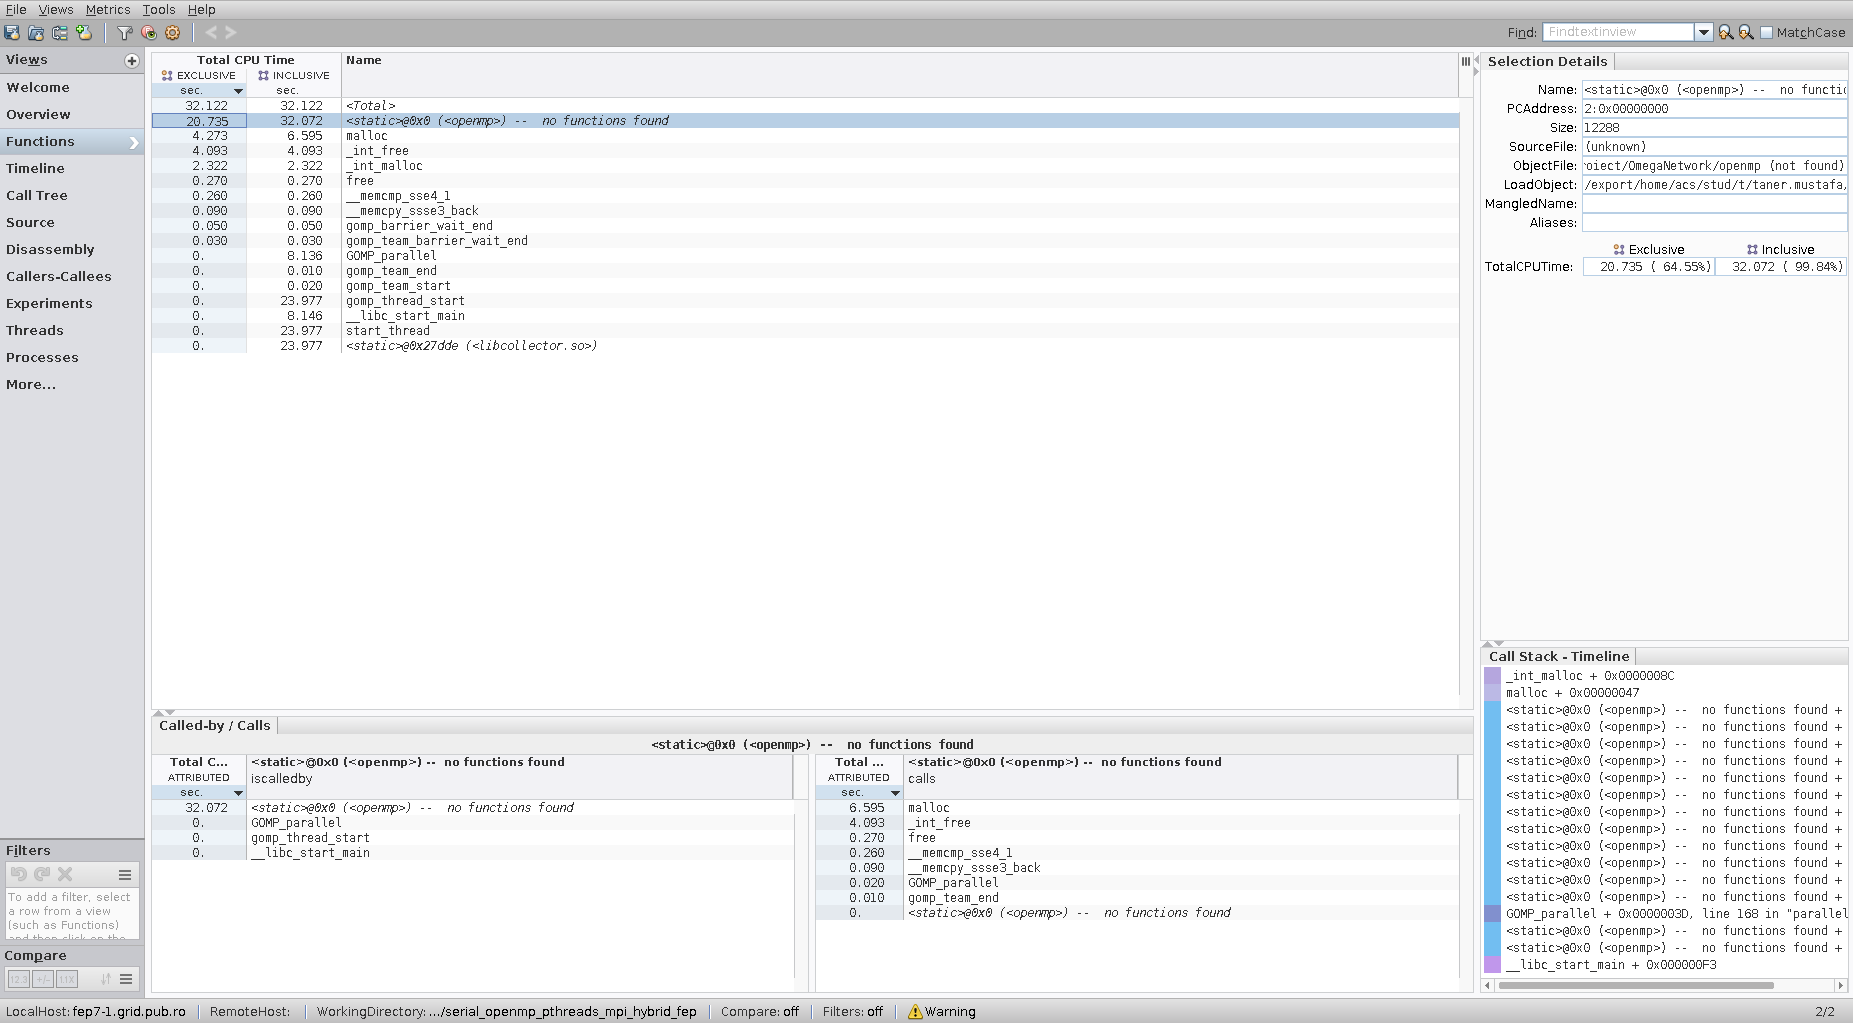 File Views Metrics Tools Help
Find: Findtextinview MatchCase
Views
Welcome
Overview
Functions
Timeline
Call Tree
Source
Disassembly
Callers-Callees
Experiments
Threads
Processes
More...
Filters
To add a filter, select
a row from a view
(such as Functions)
and then click on the
Compare
Total CPU Time Name
EXCLUSIVE INCLUSIVE
sec. sec.
32.122 32.122 <Total>
20.735 32.072 <static>@0x0 (<openmp>) -- no functions found
4.273 6.595 malloc
4.093 4.093 _int_free
2.322 2.322 _int_malloc
0.270 0.270 free
0.260 0.260 __memcmp_sse4_1
0.090 0.090 __memcpy_ssse3_back
0.050 0.050 gomp_barrier_wait_end
0.030 0.030 gomp_team_barrier_wait_end
0. 8.136 GOMP_parallel
0. 0.010 gomp_team_end
0. 0.020 gomp_team_start
0. 23.977 gomp_thread_start
0. 8.146 __libc_start_main
0. 23.977 start_thread
0. 23.977 <static>@0x27dde (<libcollector.so>)
Called-by / Calls
<static>@0x0 (<openmp>) -- no functions found
Total C... <static>@0x0 (<openmp>) -- no functions found
ATTRIBUTED iscalledby
sec.
32.072 <static>@0x0 (<openmp>) -- no functions found
0. GOMP_parallel
0. gomp_thread_start
0. __libc_start_main
Total ... <static>@0x0 (<openmp>) -- no functions found
ATTRIBUTED calls
sec.
6.595 malloc
4.093 _int_free
0.270 free
0.260 __memcmp_sse4_1
0.090 __memcpy_ssse3_back
0.020 GOMP_parallel
0.010 gomp_team_end
0. <static>@0x0 (<openmp>) -- no functions found
Selection Details
Name: <static>@0x0 (<openmp>) -- no functi
PCAddress: 2:0x00000000
Size: 12288
SourceFile: (unknown)
ObjectFile: roject/OmegaNetwork/openmp (not found)
LoadObject: /export/home/acs/stud/t/taner.mustafa,
MangledName:
Aliases:
Exclusive Inclusive
TotalCPUTime: 20.735 ( 64.55%) 32.072 ( 99.84%)
Call Stack - Timeline
_int_malloc + 0x0000008C
malloc + 0x00000047
<static>@0x0 (<openmp>) -- no functions found +
<static>@0x0 (<openmp>) -- no functions found +
<static>@0x0 (<openmp>) -- no functions found +
<static>@0x0 (<openmp>) -- no functions found +
<static>@0x0 (<openmp>) -- no functions found +
<static>@0x0 (<openmp>) -- no functions found +
<static>@0x0 (<openmp>) -- no functions found +
<static>@0x0 (<openmp>) -- no functions found +
<static>@0x0 (<openmp>) -- no functions found +
<static>@0x0 (<openmp>) -- no functions found +
<static>@0x0 (<openmp>) -- no functions found +
<static>@0x0 (<openmp>) -- no functions found +
GOMP_parallel + 0x0000003D, line 168 in "parallel
<static>@0x0 (<openmp>) -- no functions found +
<static>@0x0 (<openmp>) -- no functions found +
__libc_start_main + 0x000000F3
LocalHost: fep7-1.grid.pub.ro RemoteHost: WorkingDirectory: .../serial_openmp_pthreads_mpi_hybrid_fep Compare: off Filters: off Warning 2/2